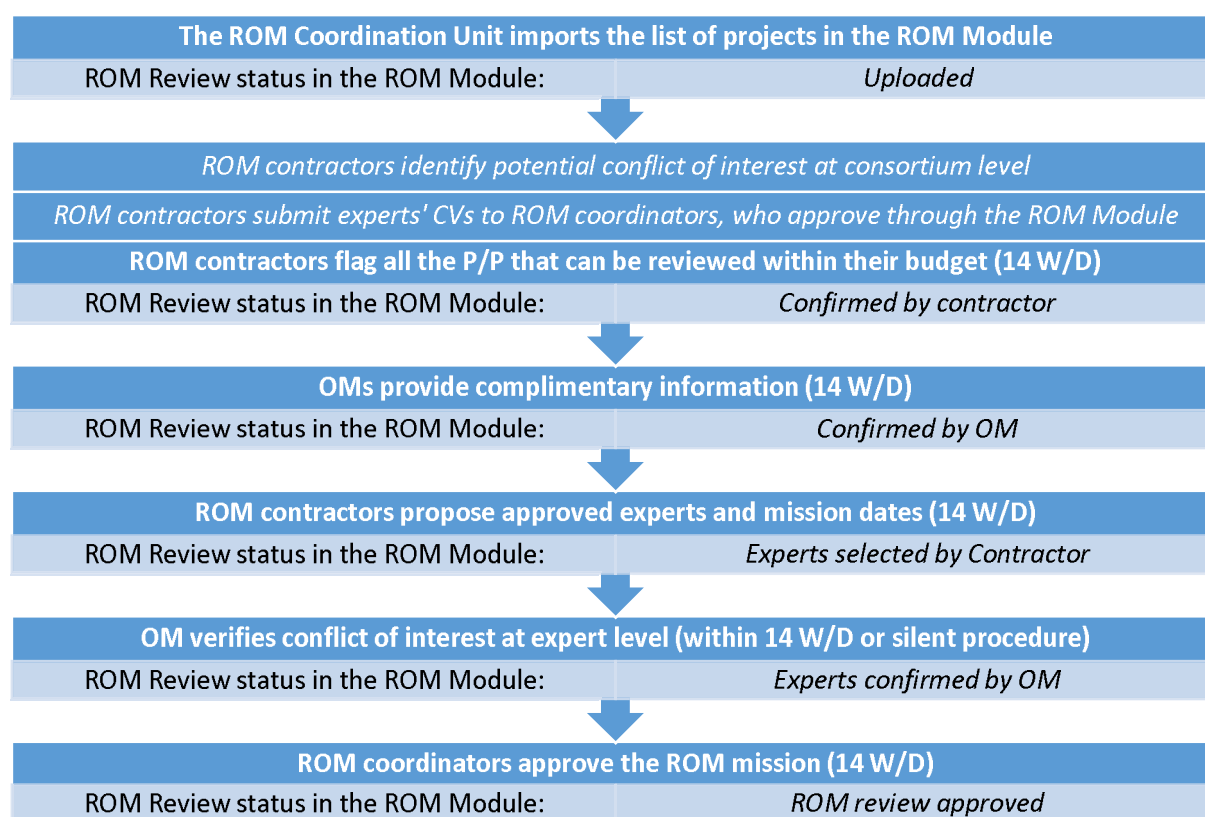 The ROM Coordination Unit imports the list of projects in the ROM Module
ROM Review status in the ROM Module: Uploaded
ROM contractors identify potential conflict of interest at consortium level
ROM contractors submit experts' CVs to ROM coordinators, who approve through the ROM Module
ROM contractors flag all the P/P that can be reviewed within their budget (14 W/D)
ROM Review status in the ROM Module: Confirmed by contractor
OMs provide complimentary information (14 W/D)
ROM Review status in the ROM Module: Confirmed by OM
ROM contractors propose approved experts and mission dates (14 W/D)
ROM Review status in the ROM Module: Experts selected by Contractor
OM verifies conflict of interest at expert level (within 14 W/D or silent procedure)
ROM Review status in the ROM Module: Experts confirmed by OM
ROM coordinators approve the ROM mission (14 W/D)
ROM Review status in the ROM Module: ROM review approved